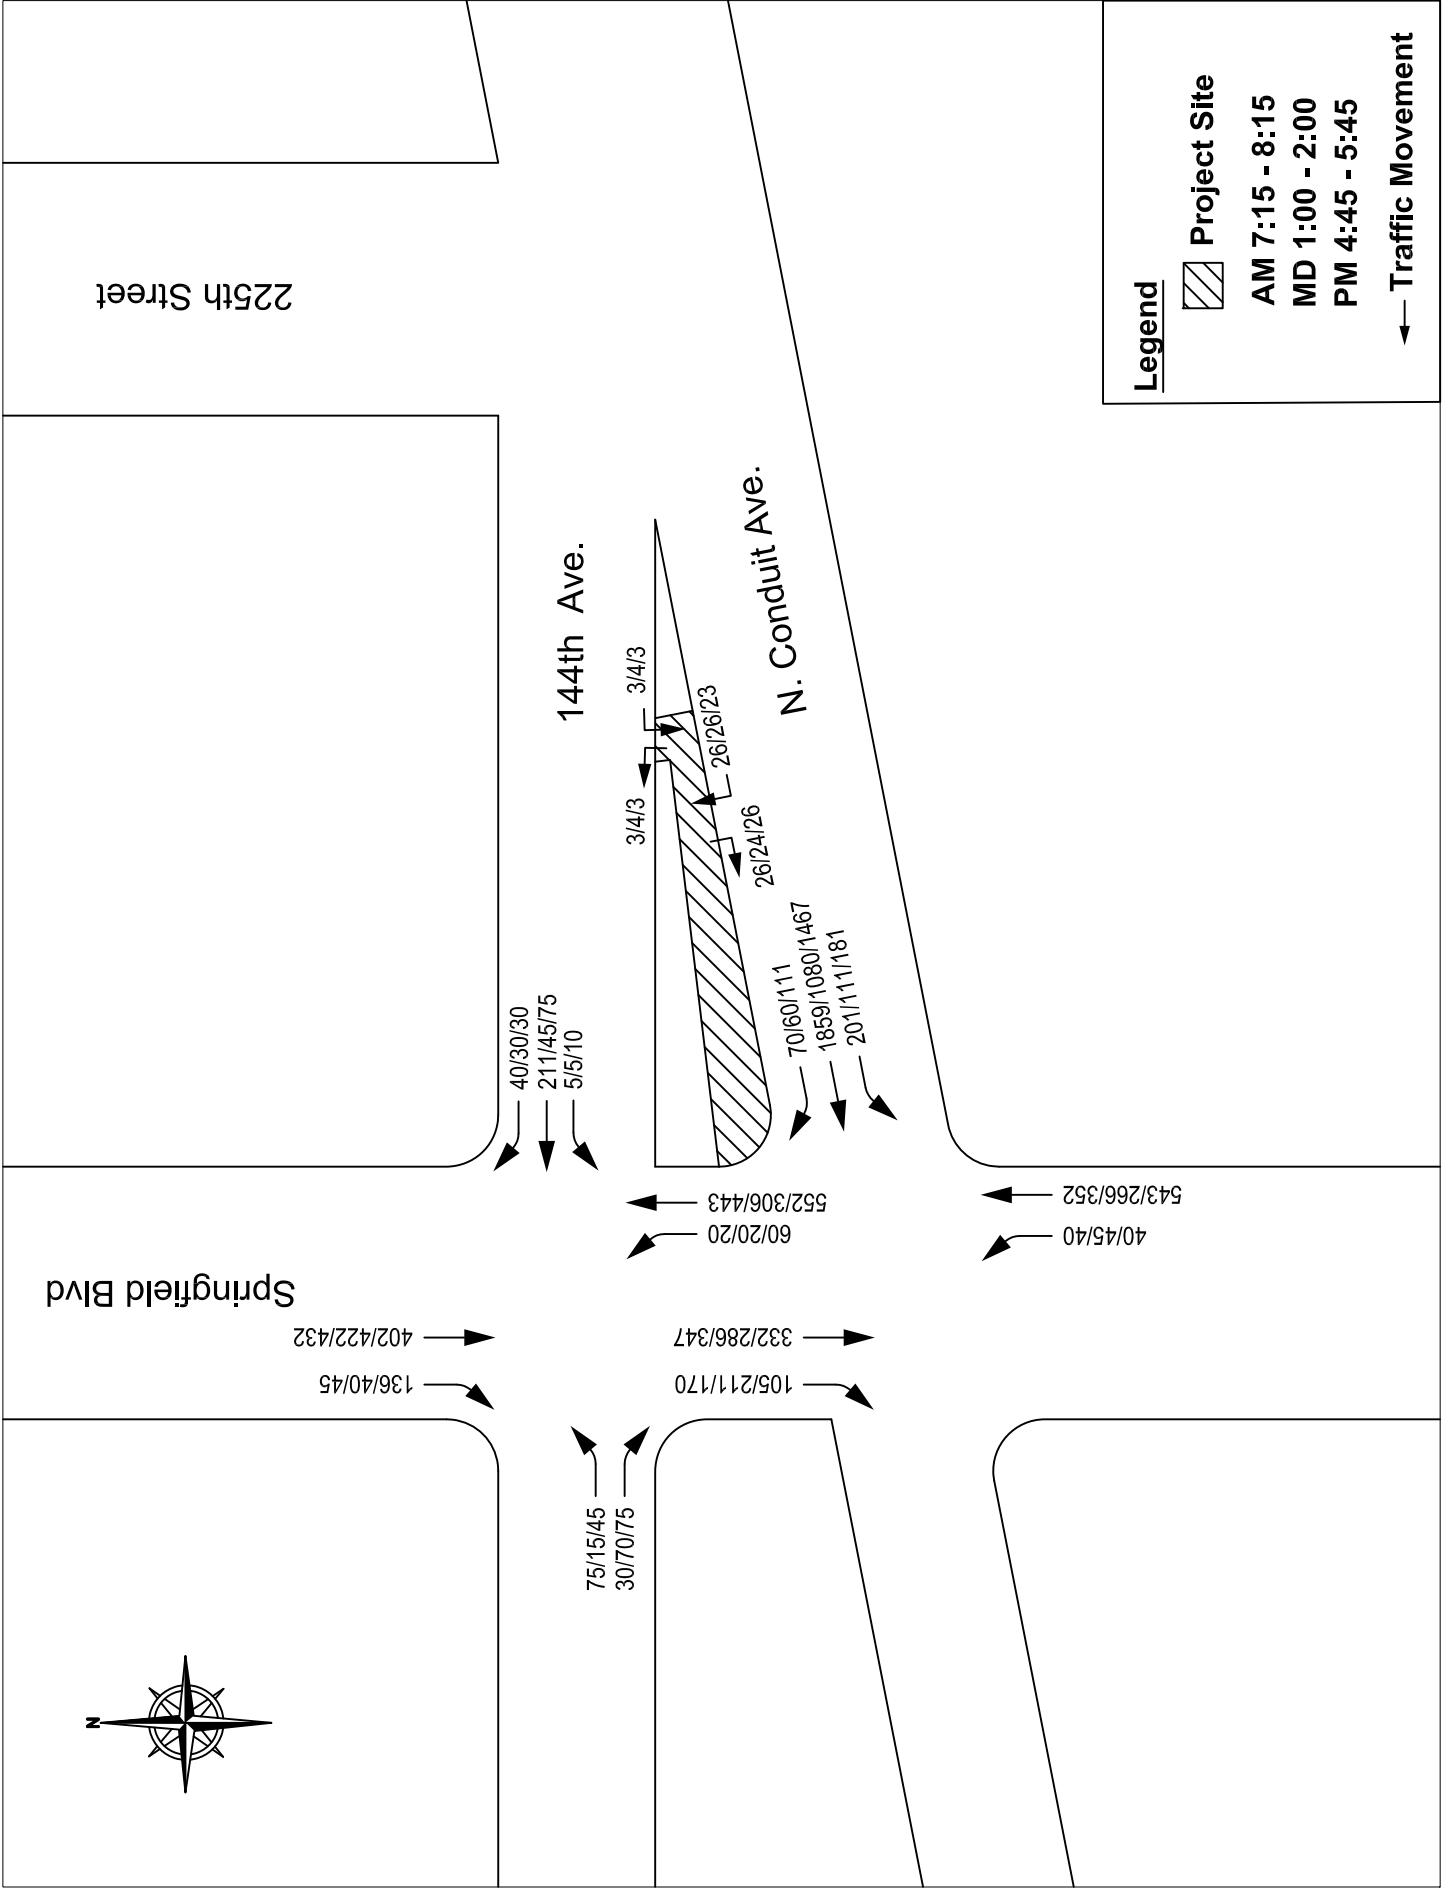 N
Springfield Blvd
225th Street
144th Ave.
N. Conduit Ave.
402/422/432
136/40/45
332/286/347
105/211/170
75/15/45
30/70/75
40/30/30
211/45/75
5/5/10
552/306/443
60/20/20
543/266/352
40/45/40
70/60/111
1859/1080/1467
201/111/181
3/4/3
3/4/3
26/26/23
26/24/26
Legend
Project Site
AM 7:15 - 8:15
MD 1:00 - 2:00
PM 4:45 - 5:45
Traffic Movement